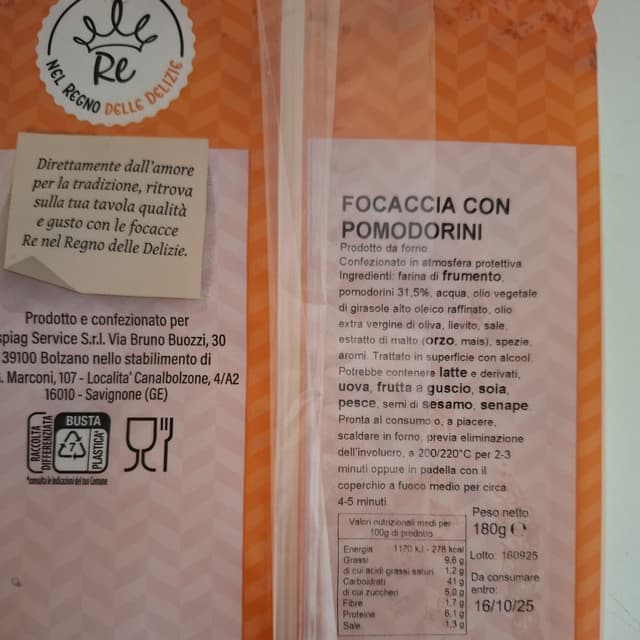 Re
NEL REGNO DELLE DELIZIE
Direttamente dall'amore
per la tradizione, ritrova
sulla tua tavola qualità
e gusto con le focacce
Re nel Regno delle Delizie.
Prodotto e confezionato per
spiag Service S.r.l. Via Bruno Buozzi, 30
39100 Bolzano nello stabilimento di
. Marconi, 107 - Localita' Canalbolzone, 4/A2
16010 - Savignone (GE)
RACCOLTA
DIFFERENZIATA
BUSTA
7
PLASTICA*
*consulta le indicazioni del tuo Comune
FOCACCIA CON
POMODORINI
Prodotto da forno.
Confezionato in atmosfera protettiva.
Ingredienti: farina di frumento,
pomodorini 31,5%, acqua, olio vegetale
di girasole alto oleico raffinato, olio
extra vergine di oliva, lievito, sale,
estratto di malto (orzo, mais), spezie,
aromi. Trattato in superficie con alcool.
Potrebbe contenere latte e derivati,
uova, frutta a guscio, soia,
pesce, semi di sesamo, senape.
Pronta al consumo o, a piacere,
scaldare in forno, previa eliminazione
dell'involucro, a 200/220°C per 2-3
minuti oppure in padella con il
coperchio a fuoco medio per circa
4-5 minuti.
Valori nutrizionali medi per
100g di prodotto
Energia 1170 kJ - 278 kcal
Grassi 9,6 g
di cui acidi grassi saturi 1,2 g
Carboidrati 41 g
di cui zuccheri 5,0 g
Fibre 1,7 g
Proteine 6,1 g
Sale 1,3 g
Peso netto
180g e
Lotto: 160925
Da consumare
entro:
16/10/25